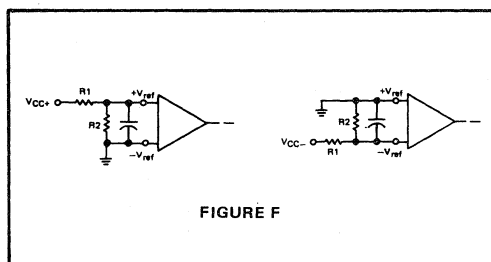 R1
+Vref
VCC+
R2
-Vref
+Vref
R2
VCC-
R1
-Vref
FIGURE F